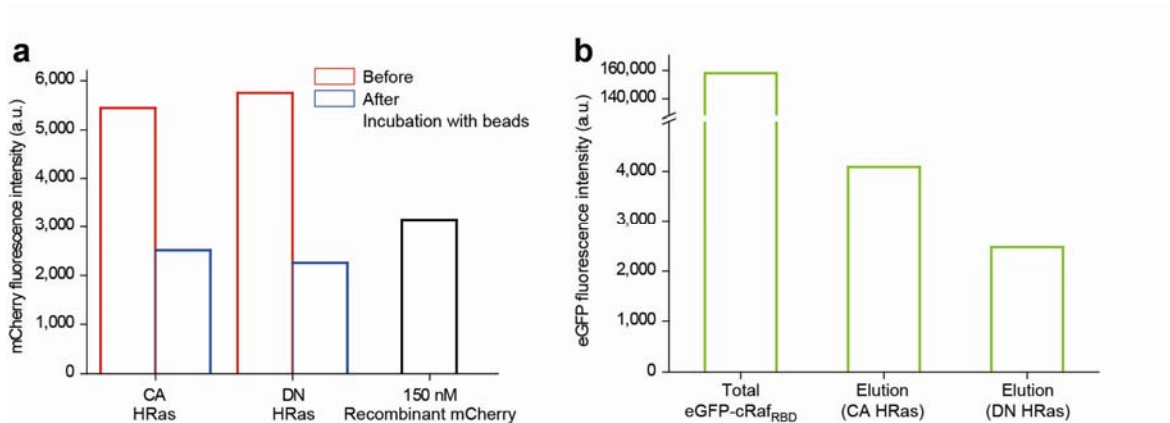 a
mCherry fluorescence intensity (a.u.)
6,000
5,000
4,000
3,000
2,000
1,000
0
Before
After
Incubation with beads
CA
HRas
DN
HRas
150 nM
Recombinant mCherry
b
eGFP fluorescence intensity (a.u.)
160,000
140,000
4,000
3,000
2,000
1,000
0
Total
eGFP-cRafRBD
Elution
(CA HRas)
Elution
(DN HRas)